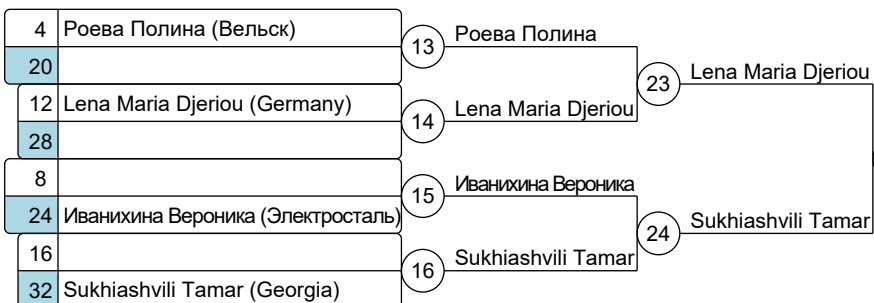 4 Роева Полина (Вельск)
20
13 Роева Полина
12 Lena Maria Djeriou (Germany)
28
14 Lena Maria Djeriou
23 Lena Maria Djeriou
8
24 Иванихина Вероника (Электросталь)
15 Иванихина Вероника
16
32 Sukhiashvili Tamar (Georgia)
16 Sukhiashvili Tamar
24 Sukhiashvili Tamar